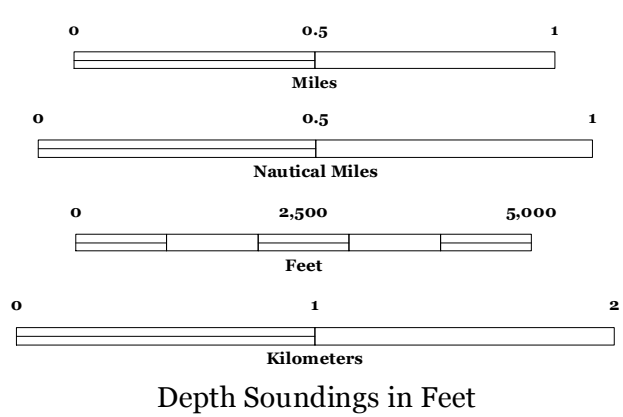 0 0.5 1
Miles
0 0.5 1
Nautical Miles
0 2,500 5,000
Feet
0 1 2
Kilometers
Depth Soundings in Feet